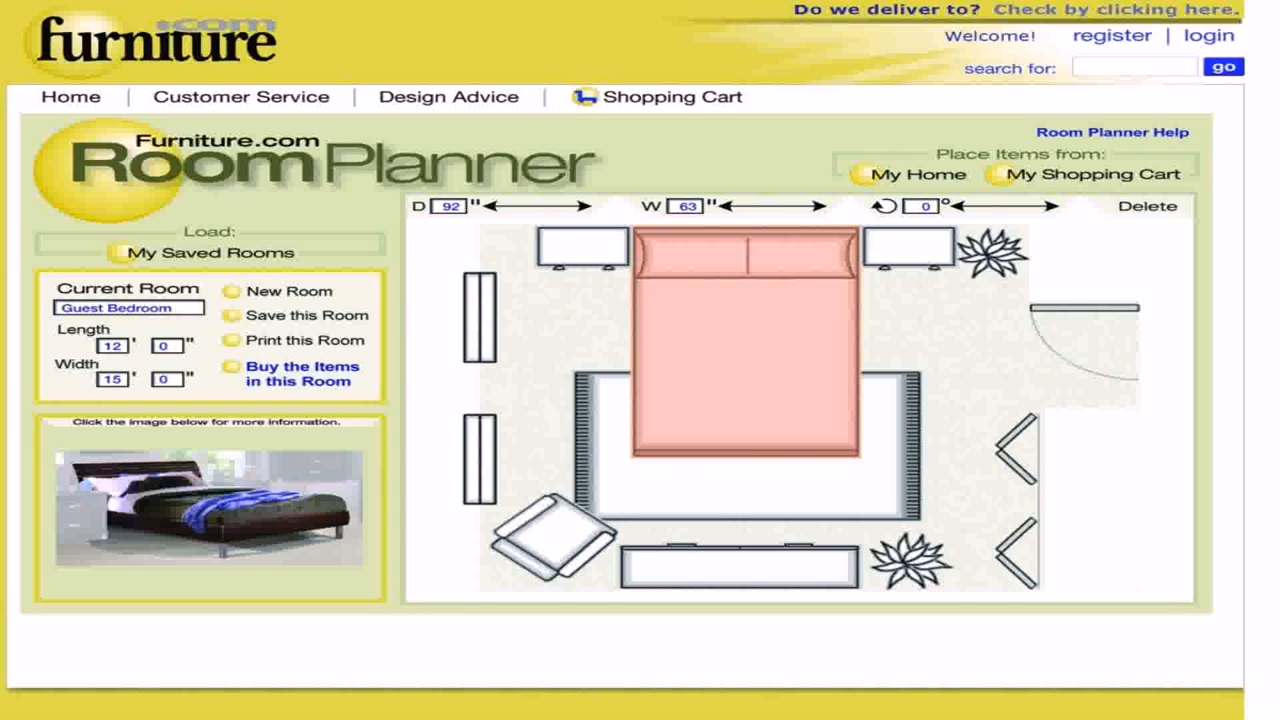 Do we deliver to? Check by clicking here.
.com
furniture
Welcome! register | login
search for: go
Home | Customer Service | Design Advice | Shopping Cart
Furniture.com
RoomPlanner
Room Planner Help
Place Items from:
My Home My Shopping Cart
D 92 " W 63 " 0 ° Delete
Load:
My Saved Rooms
Current Room
Guest Bedroom
Length
12 ' 0 "
Width
15 ' 0 "
New Room
Save this Room
Print this Room
Buy the Items
in this Room
Click the image below for more information.